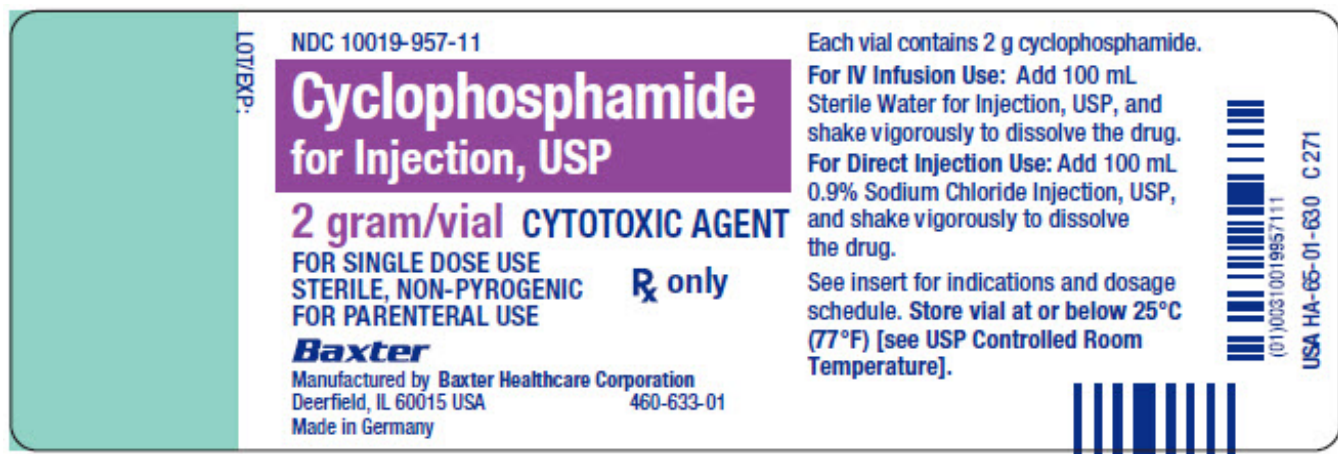 LOT/EXP:
NDC 10019-957-11
Cyclophosphamide
for Injection, USP
2 gram/vial CYTOTOXIC AGENT
FOR SINGLE DOSE USE
STERILE, NON-PYROGENIC
FOR PARENTERAL USE
℞ only
Baxter
Manufactured by Baxter Healthcare Corporation
Deerfield, IL 60015 USA 460-633-01
Made in Germany
Each vial contains 2 g cyclophosphamide.
For IV Infusion Use: Add 100 mL
Sterile Water for Injection, USP, and
shake vigorously to dissolve the drug.
For Direct Injection Use: Add 100 mL
0.9% Sodium Chloride Injection, USP,
and shake vigorously to dissolve
the drug.
See insert for indications and dosage
schedule. Store vial at or below 25°C
(77°F) [see USP Controlled Room
Temperature].
(01)00310019957111
USA HA-65-01-630 C271